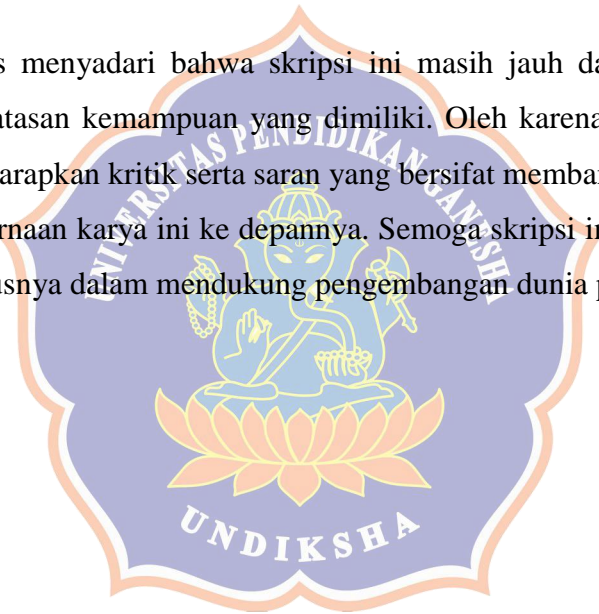 s menyadari bahwa skripsi ini masih jauh da
atasan kemampuan yang dimiliki. Oleh karena
arapkan kritik serta saran yang bersifat memba
rnaan karya ini ke depannya. Semoga skripsi in
usnya dalam mendukung pengembangan dunia p
UNIVERSITAS PENDIDIKAN GANESHA
UNDIKSHA